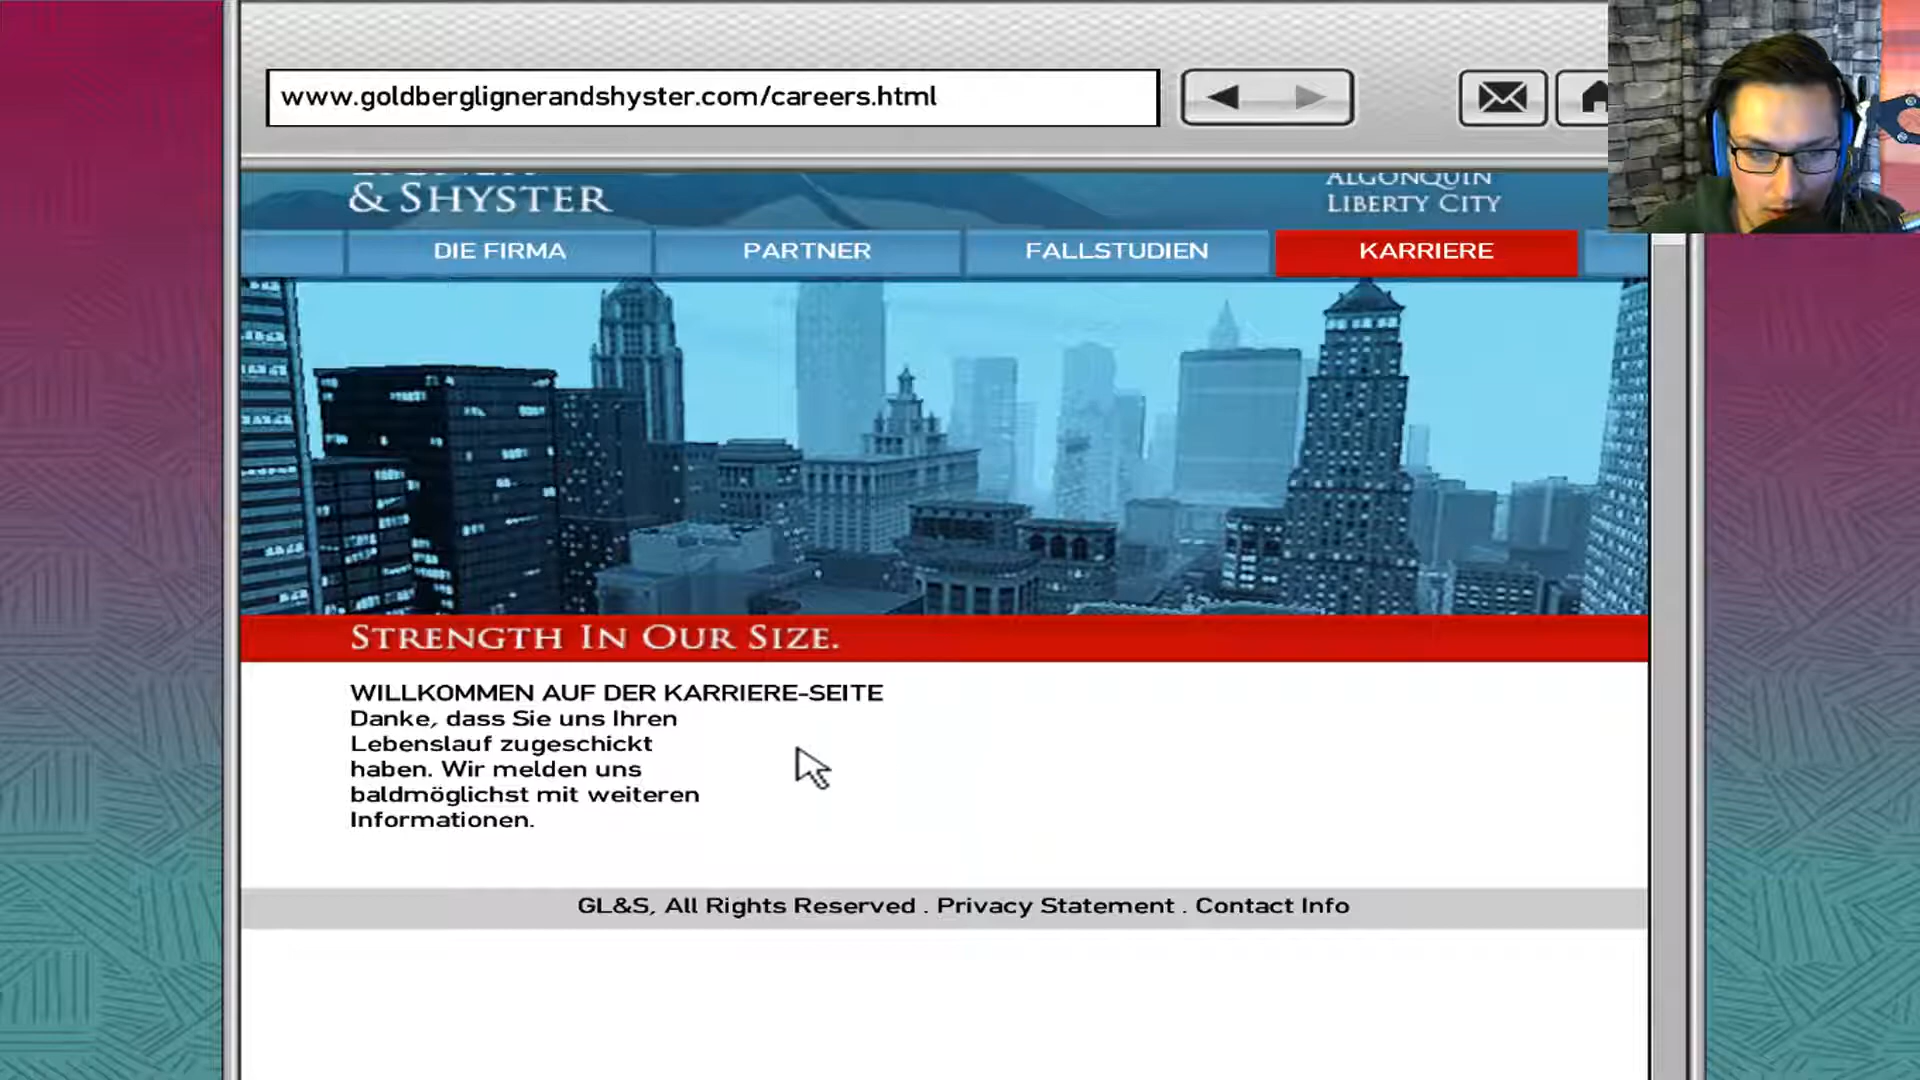 www.goldberglignerandshyster.com/careers.html
& SHYSTER
ALGONQUIN
LIBERTY CITY
DIE FIRMA
PARTNER
FALLSTUDIEN
KARRIERE
STRENGTH IN OUR SIZE.
WILLKOMMEN AUF DER KARRIERE-SEITE
Danke, dass Sie uns Ihren
Lebenslauf zugeschickt
haben. Wir melden uns
baldmöglichst mit weiteren
Informationen.
GL&S, All Rights Reserved . Privacy Statement . Contact Info